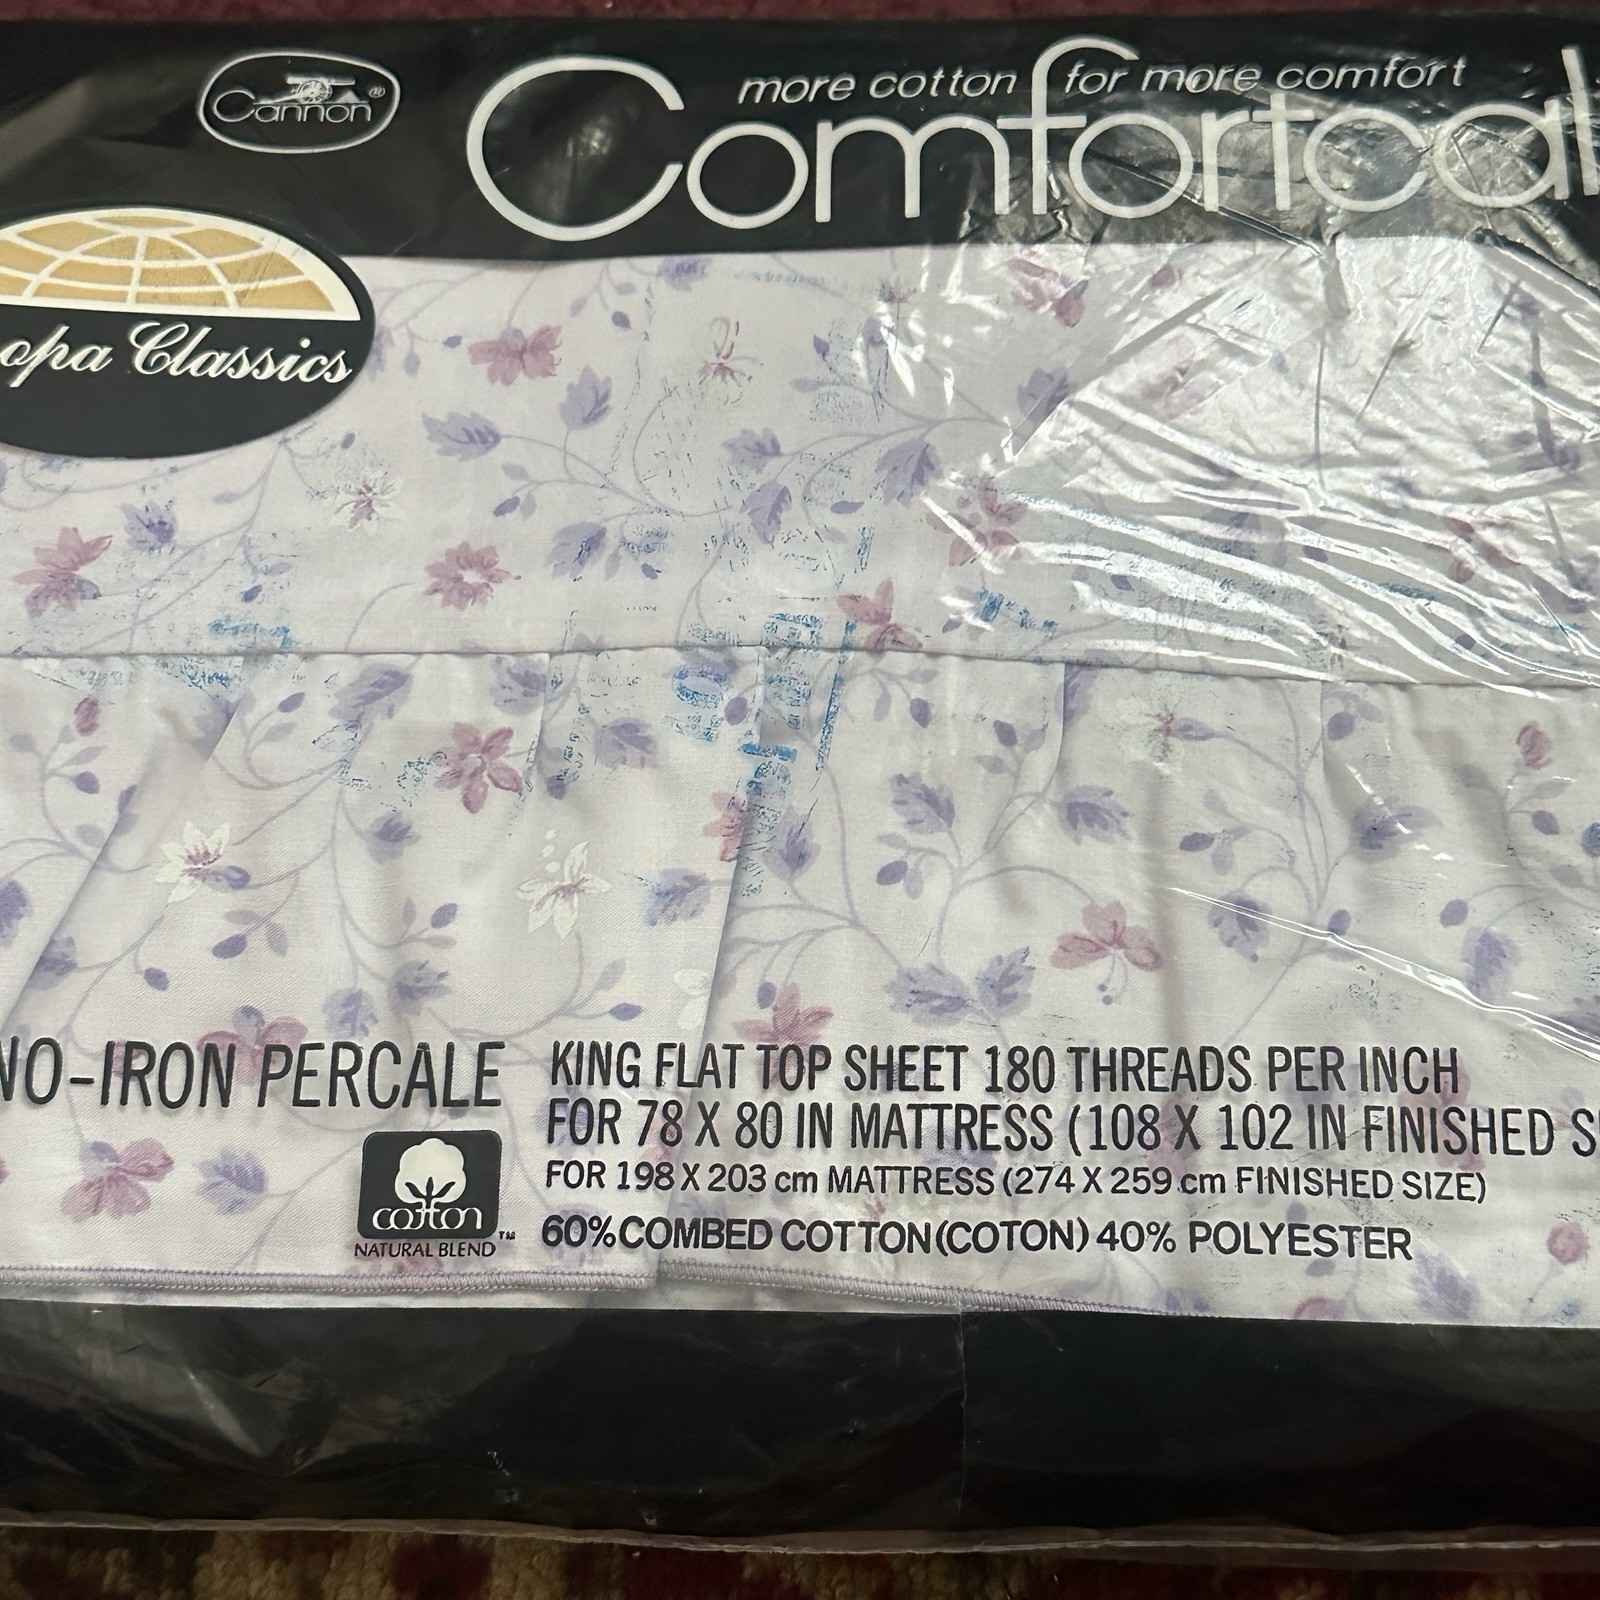 Cannon®
more cotton for more comfort
Comfortcal
opa Classics
NO-IRON PERCALE
KING FLAT TOP SHEET 180 THREADS PER INCH
FOR 78 X 80 IN MATTRESS (108 X 102 IN FINISHED S
FOR 198 X 203 cm MATTRESS (274 X 259 cm FINISHED SIZE)
60% COMBED COTTON (COTON) 40% POLYESTER
cotton™
NATURAL BLEND